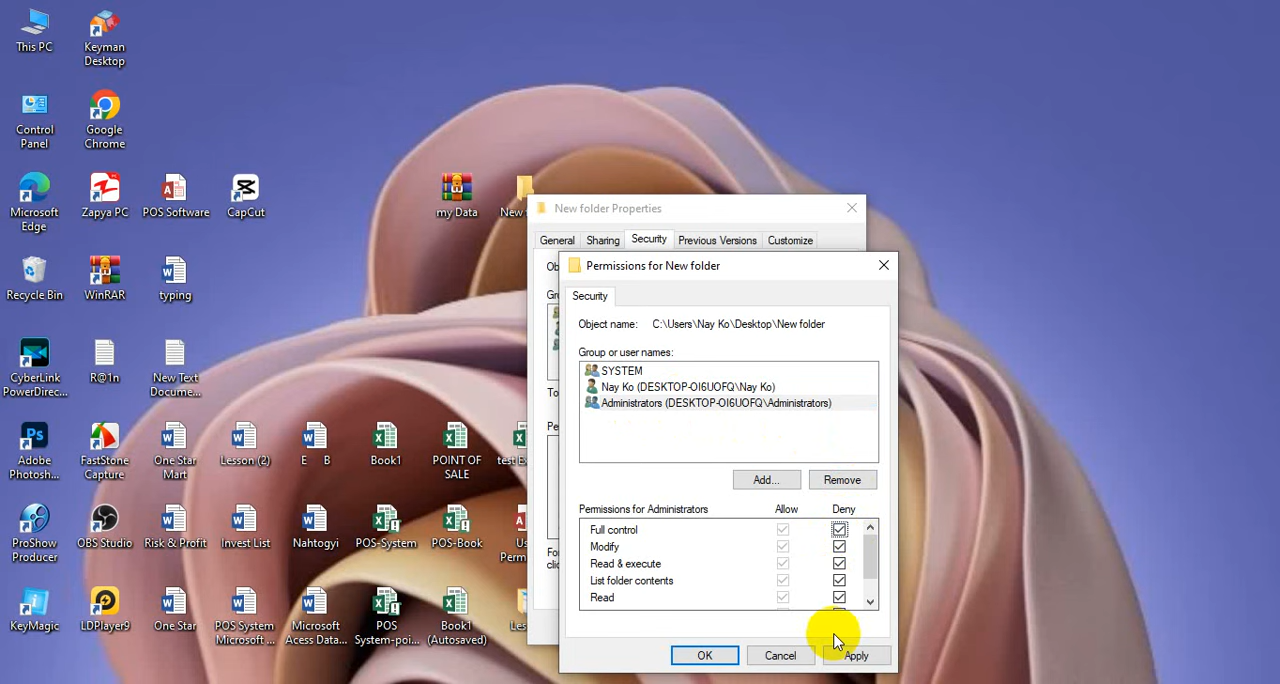 This PC
Keyman
Desktop
Control
Panel
Google
Chrome
Microsoft
Edge
Zapya PC
POS Software
CapCut
my Data
New
Recycle Bin
WinRAR
typing
CyberLink
PowerDirec...
R@1n
New Text
Docume...
Adobe
Photosh...
FastStone
Capture
One Star
Mart
Lesson (2)
E B
Book1
POINT OF
SALE
ProShow
Producer
OBS Studio
Risk & Profit
Invest List
Nahtogyi
POS-System
POS-Book
KeyMagic
LDPlayer9
One Star
POS System
Microsoft ...
Microsoft
Acess Data...
POS
System-poi...
Book1
(Autosaved)
New folder Properties
General
Sharing
Security
Previous Versions
Customize
Permissions for New folder
Security
Object name: C:\Users\Nay Ko\Desktop\New folder
Group or user names:
SYSTEM
Nay Ko (DESKTOP-OI6UOFQ\Nay Ko)
Administrators (DESKTOP-OI6UOFQ\Administrators)
Add...
Remove
Permissions for Administrators Allow Deny
Full control
Modify
Read & execute
List folder contents
Read
OK
Cancel
Apply